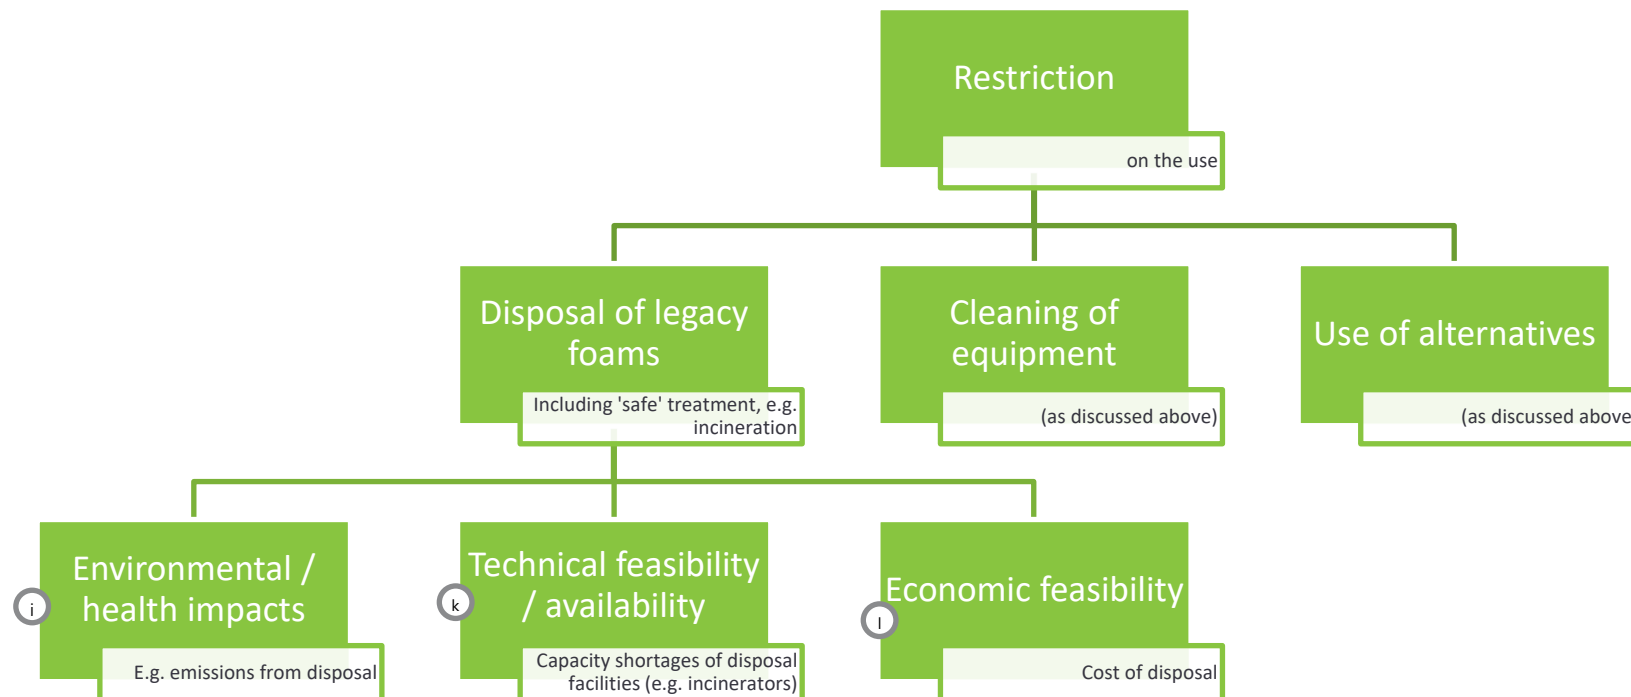 Restriction
on the use
Disposal of legacy
foams
Including 'safe' treatment, e.g.
incineration
Cleaning of
equipment
(as discussed above)
Use of alternatives
(as discussed above
Environmental /
health impacts
i
E.g. emissions from disposal
Technical feasibility
/ availability
k
Capacity shortages of disposal
facilities (e.g. incinerators)
Economic feasibility
l
Cost of disposal